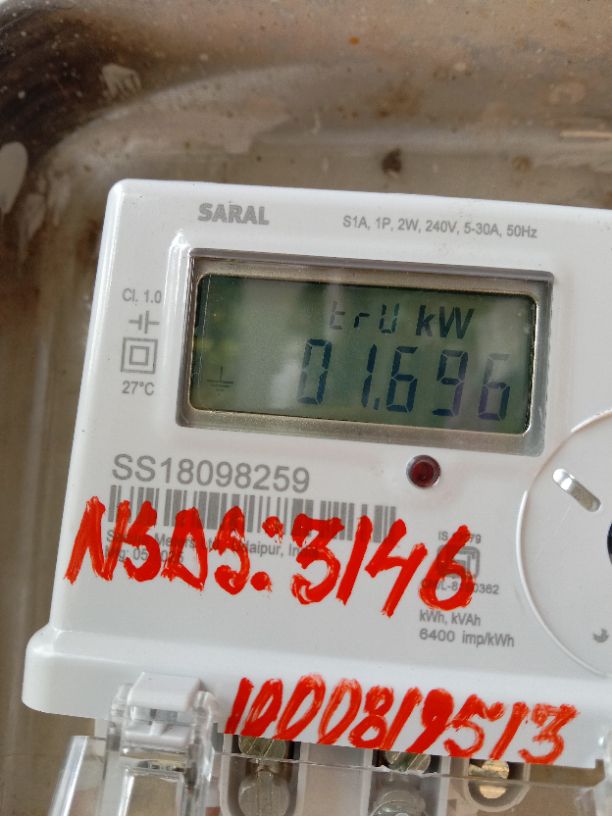 SARAL
S1A, 1P, 2W, 240V, 5-30A, 50Hz
Cl. 1.0
trU kW
01.696
27°C
SS18098259
NSDS:3146
kWh, kVAh
6400 imp/kWh
1000819513